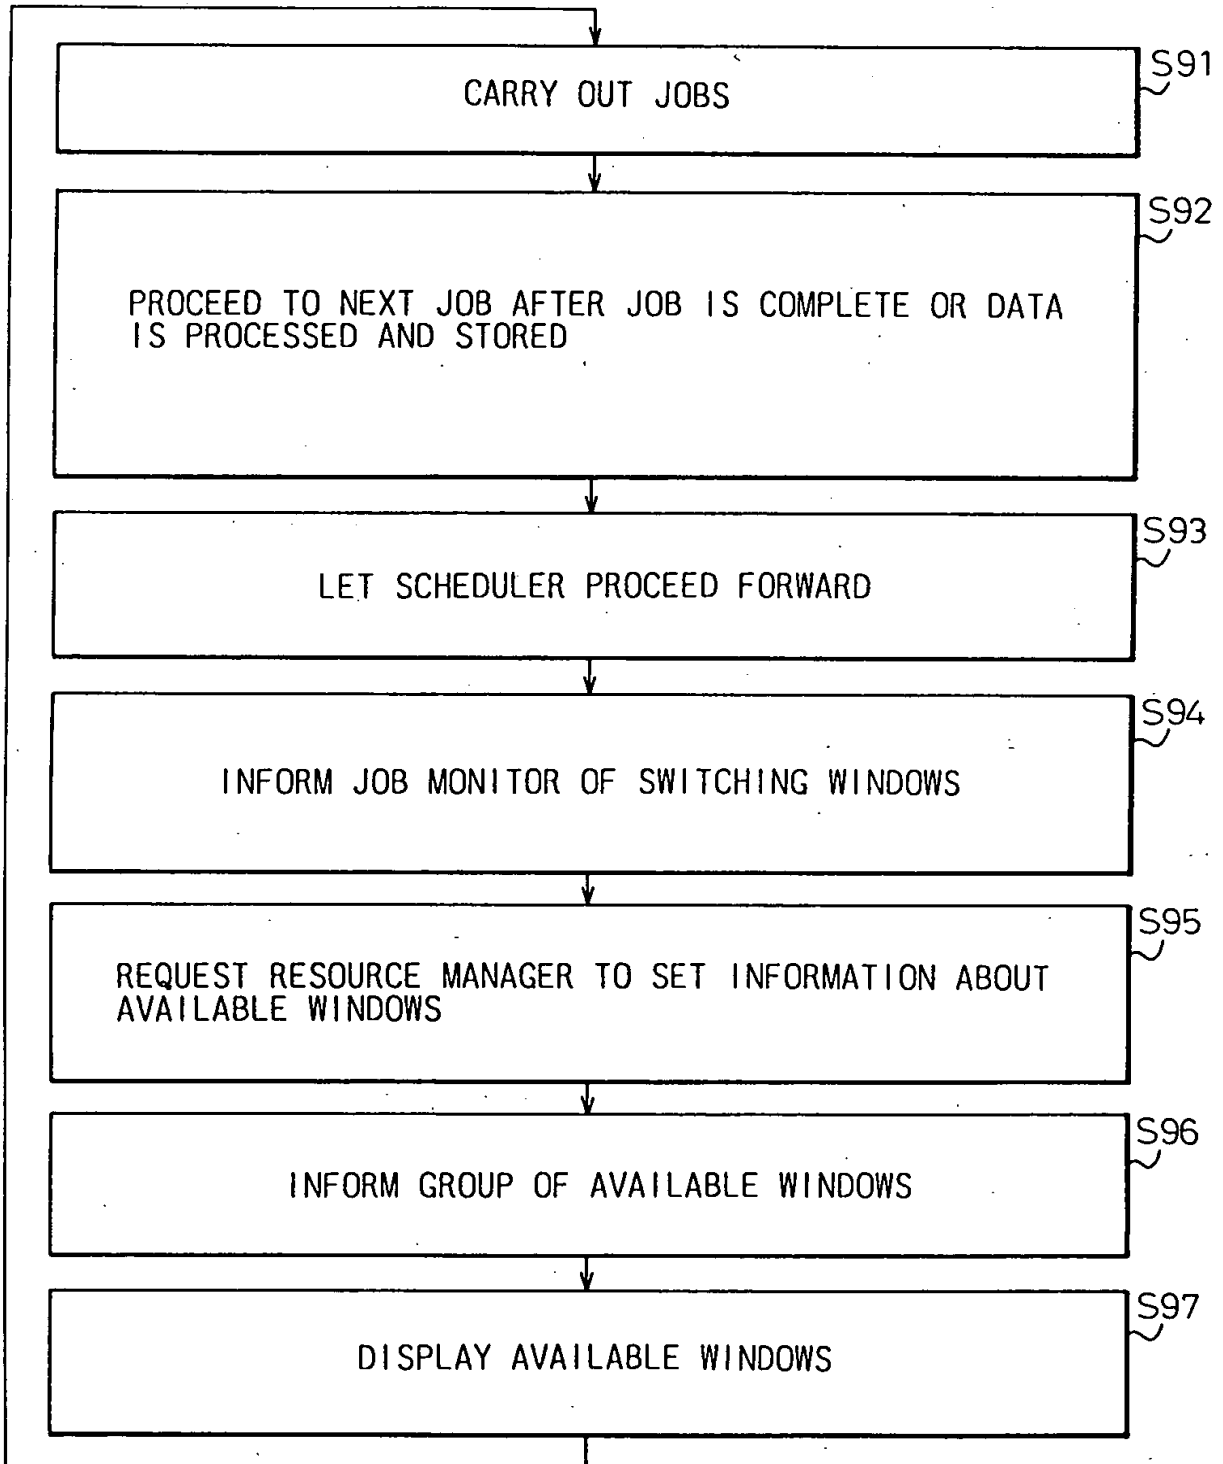 S91
CARRY OUT JOBS
S92
PROCEED TO NEXT JOB AFTER JOB IS COMPLETE OR DATA
IS PROCESSED AND STORED
S93
LET SCHEDULER PROCEED FORWARD
S94
INFORM JOB MONITOR OF SWITCHING WINDOWS
S95
REQUEST RESOURCE MANAGER TO SET INFORMATION ABOUT
AVAILABLE WINDOWS
S96
INFORM GROUP OF AVAILABLE WINDOWS
S97
DISPLAY AVAILABLE WINDOWS